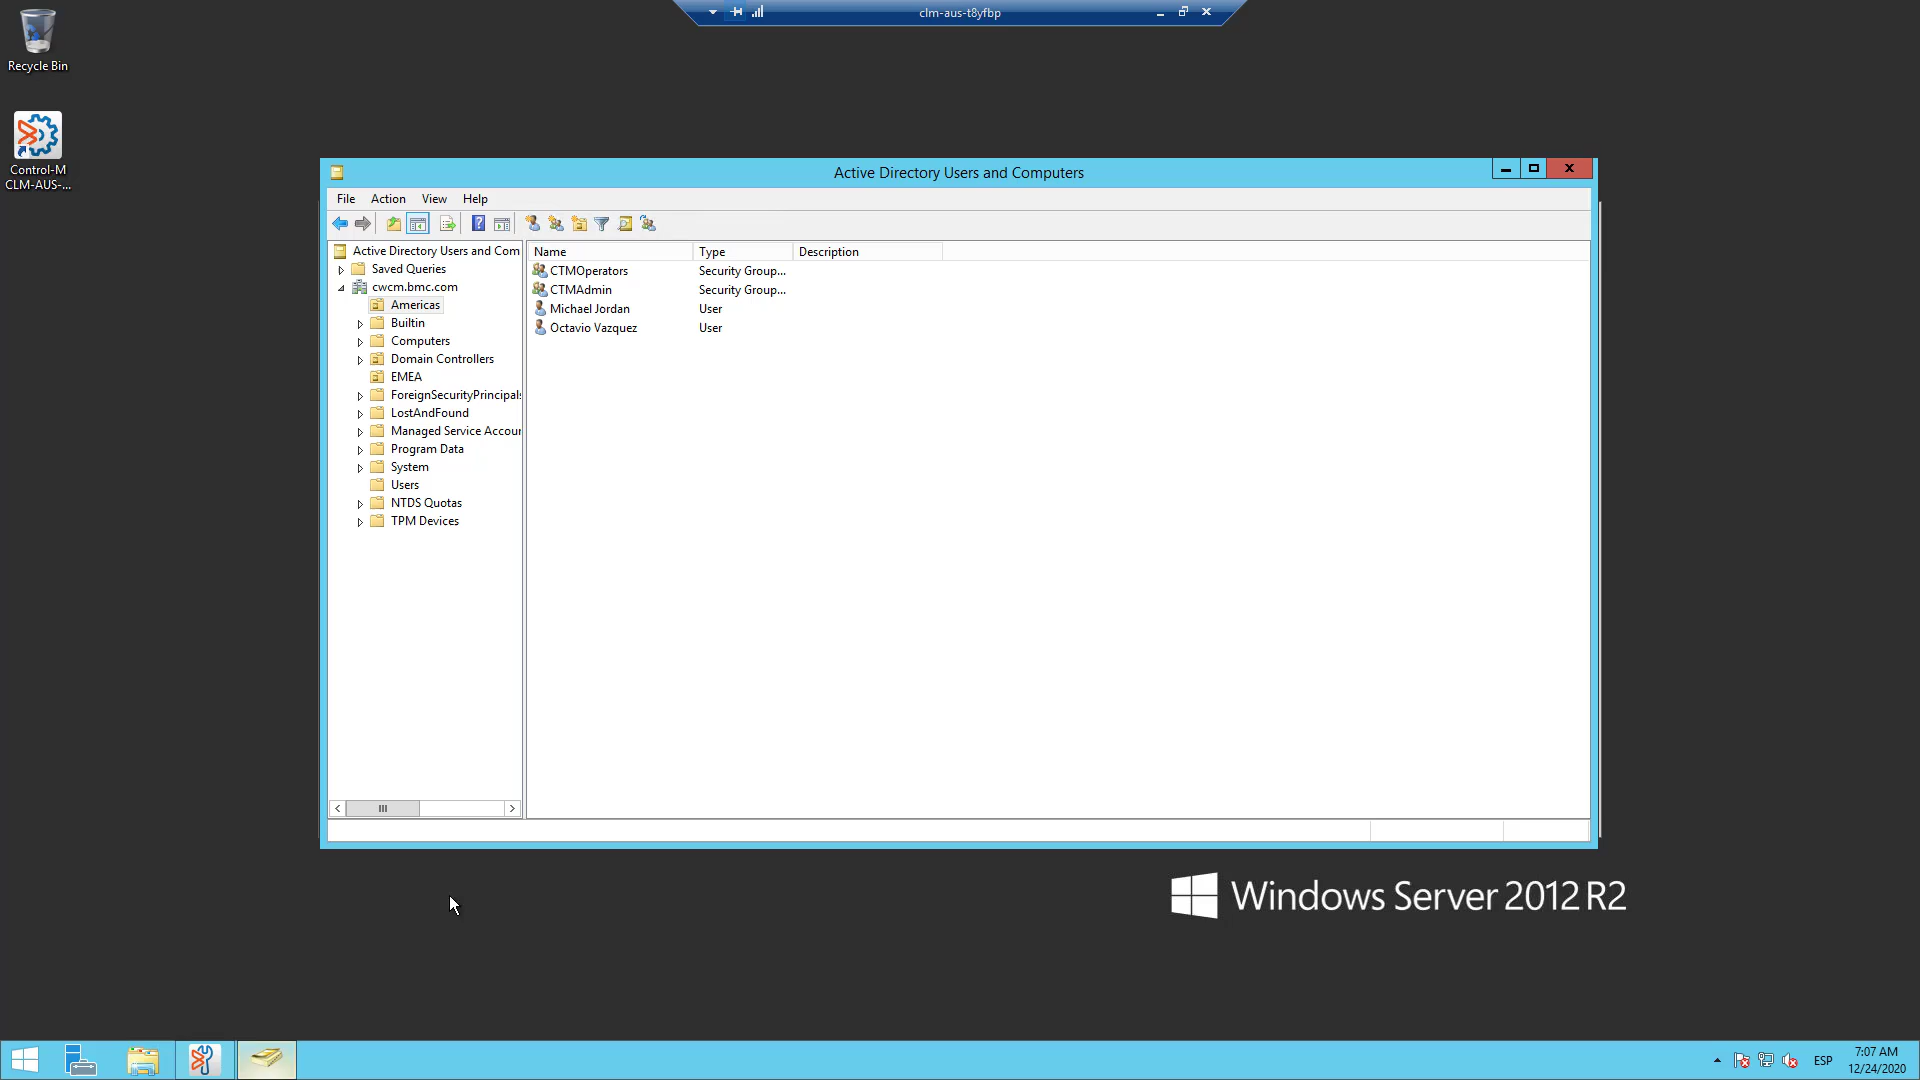 clm-aus-t8yfbp
Recycle Bin
Control-M
CLM-AUS-...
Active Directory Users and Computers
File Action View Help
Active Directory Users and Com
Saved Queries
cwcm.bmc.com
Americas
Builtin
Computers
Domain Controllers
EMEA
ForeignSecurityPrincipals
LostAndFound
Managed Service Accour
Program Data
System
Users
NTDS Quotas
TPM Devices
Name Type Description
CTMOperators Security Group...
CTMAdmin Security Group...
Michael Jordan User
Octavio Vazquez User
Windows Server 2012 R2
ESP
7:07 AM
12/24/2020